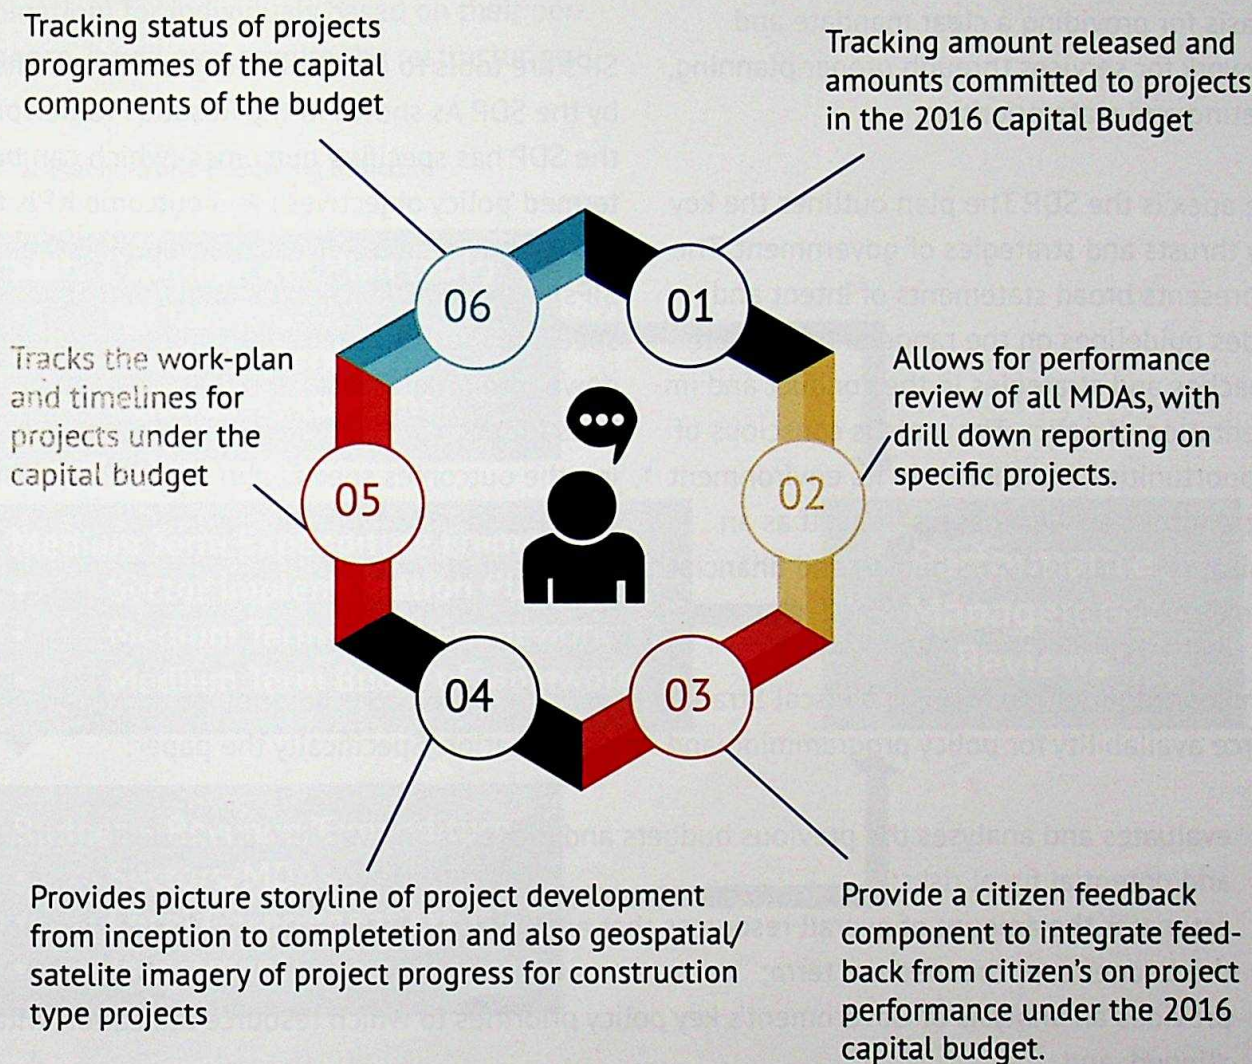 Tracking status of projects
programmes of the capital
components of the budget
Tracking amount released and
amounts committed to projects
in the 2016 Capital Budget
06
01
Tracks the work-plan
and timelines for
projects under the
capital budget
Allows for performance
review of all MDAs, with
drill down reporting on
specific projects.
05
02
04
03
Provides picture storyline of project development
from inception to completetion and also geospatial/
satelite imagery of project progress for construction
type projects
Provide a citizen feedback
component to integrate feed-
back from citizen's on project
performance under the 2016
capital budget.